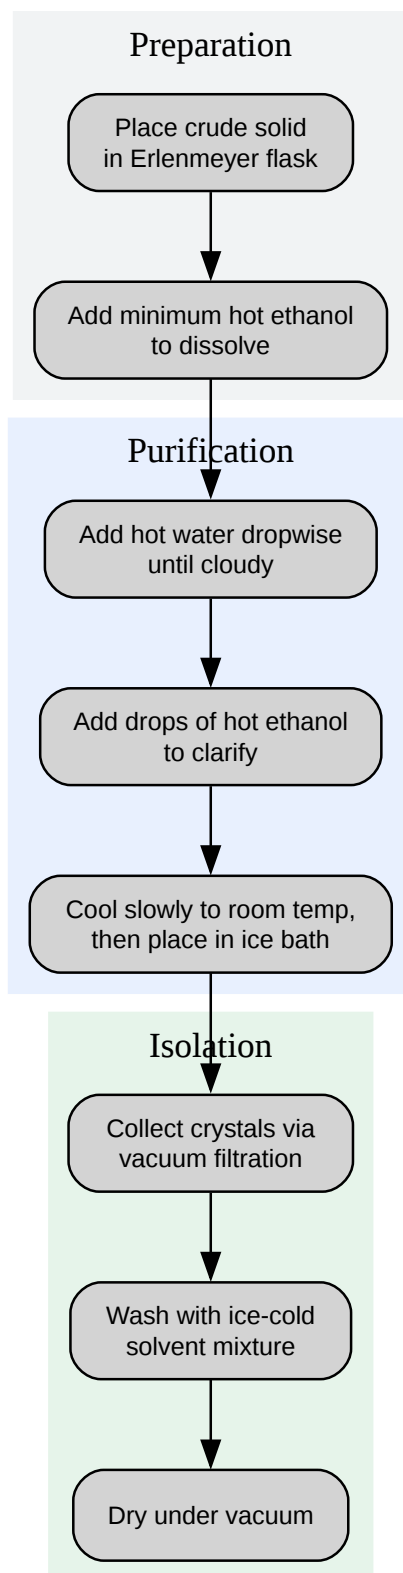 Preparation
Place crude solid
in Erlenmeyer flask
Add minimum hot ethanol
to dissolve
Purification
Add hot water dropwise
until cloudy
Add drops of hot ethanol
to clarify
Cool slowly to room temp,
then place in ice bath
Isolation
Collect crystals via
vacuum filtration
Wash with ice-cold
solvent mixture
Dry under vacuum